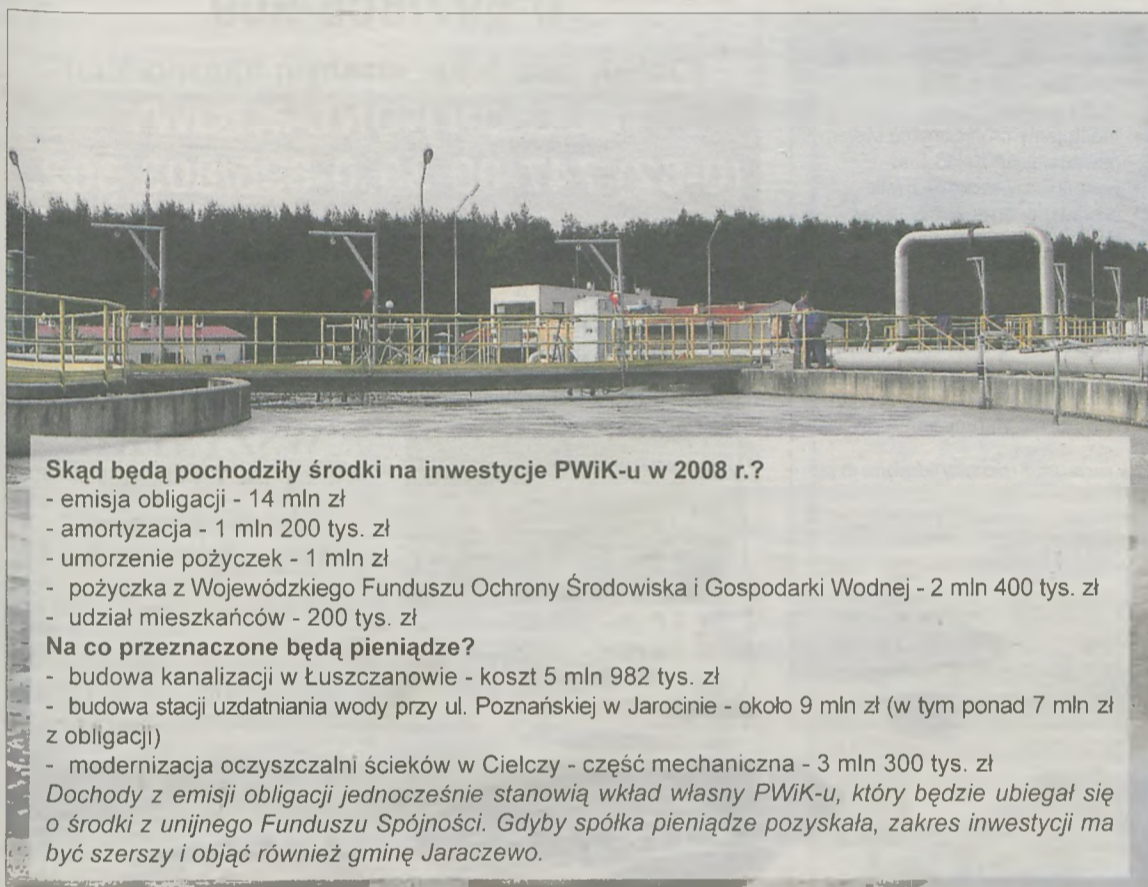 Skąd będą pochodziły środki na inwestycje PWiK-u w 2008 r.?
- emisja obligacji - 14 mln zł
- amortyzacja - 1 mln 200 tys. zł
- umorzenie pożyczek - 1 mln zł
- pożyczka z Wojewódzkiego Funduszu Ochrony Środowiska i Gospodarki Wodnej - 2 mln 400 tys. zł
- udział mieszkańców - 200 tys. zł
Na co przeznaczone będą pieniądze?
- budowa kanalizacji w Łuszczanowie - koszt 5 mln 982 tys. zł
- budowa stacji uzdatniania wody przy ul. Poznańskiej w Jarocinie - około 9 mln zł (w tym ponad 7 mln zł
z obligacji)
- modernizacja oczyszczalni ścieków w Cielczy - część mechaniczna - 3 mln 300 tys. zł
Dochody z emisji obligacji jednocześnie stanowią wkład własny PWiK-u, który będzie ubiegał się
o środki z unijnego Funduszu Spójności. Gdyby spółka pieniądze pozyskała, zakres inwestycji ma
być szerszy i objąć również gminę Jaraczewo.